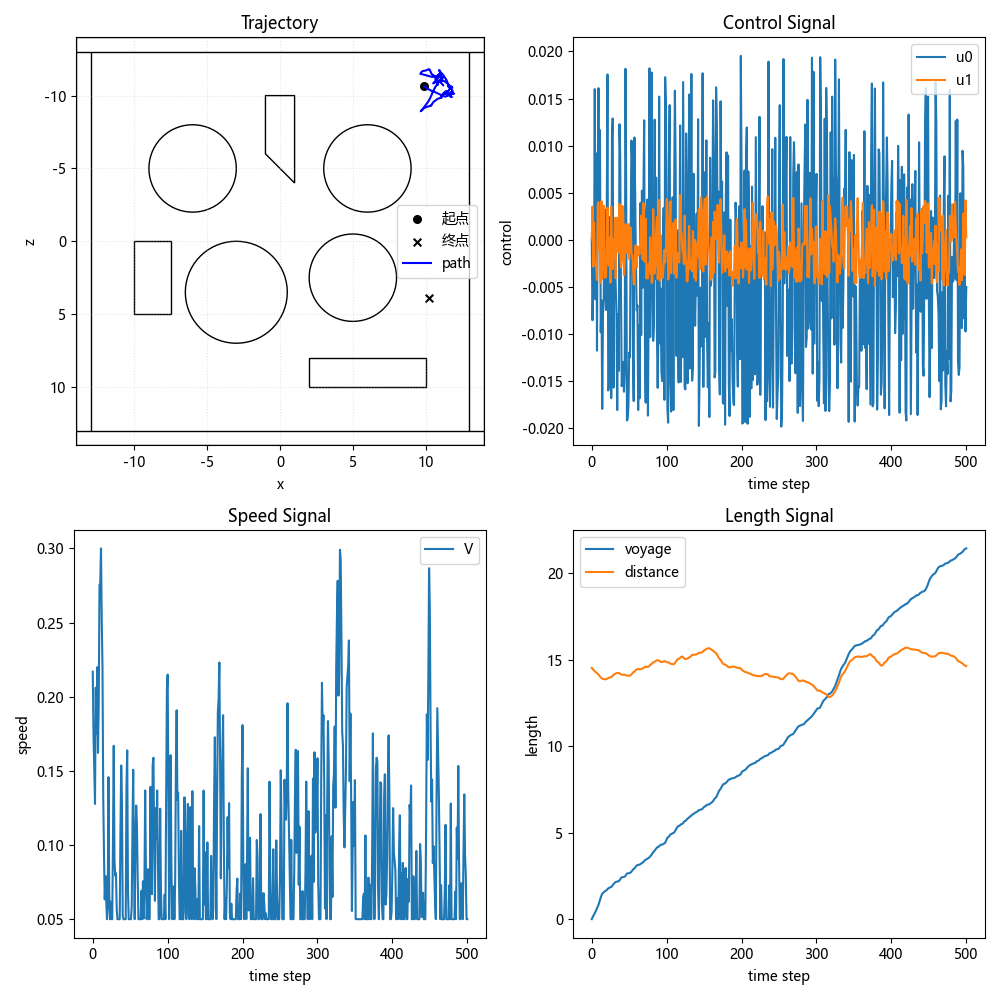 Trajectory
-10
-5
0
5
10
z
-10
-5
0
5
10
x
起点
终点
path
Control Signal
0.020
0.015
0.010
0.005
0.000
-0.005
-0.010
-0.015
-0.020
control
0
100
200
300
400
500
time step
u0
u1
Speed Signal
0.30
0.25
0.20
0.15
0.10
0.05
speed
0
100
200
300
400
500
time step
V
Length Signal
20
15
10
5
0
length
0
100
200
300
400
500
time step
voyage
distance